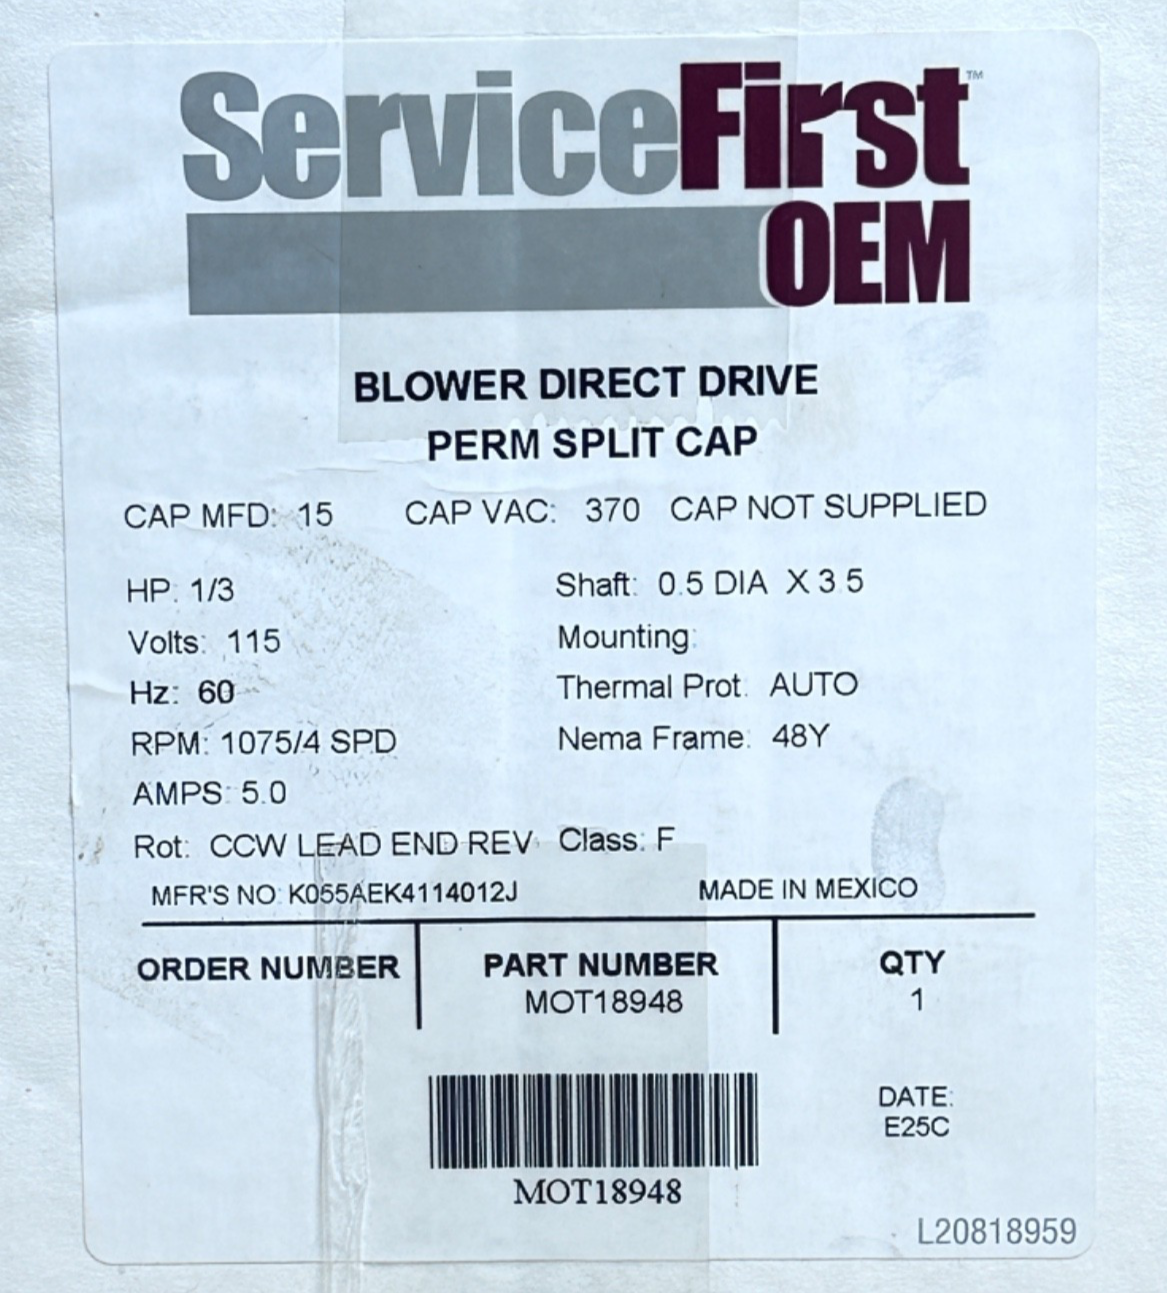 ServiceFirst™
OEM
BLOWER DIRECT DRIVE
PERM SPLIT CAP
CAP MFD: 15 CAP VAC: 370 CAP NOT SUPPLIED
HP: 1/3 Shaft: 0.5 DIA X 3.5
Volts: 115 Mounting:
Hz: 60 Thermal Prot: AUTO
RPM: 1075/4 SPD Nema Frame: 48Y
AMPS: 5.0
Rot: CCW LEAD END REV Class: F
MFR'S NO: K055AEK4114012J MADE IN MEXICO
ORDER NUMBER PART NUMBER QTY
MOT18948 1
DATE:
E25C
MOT18948
L20818959